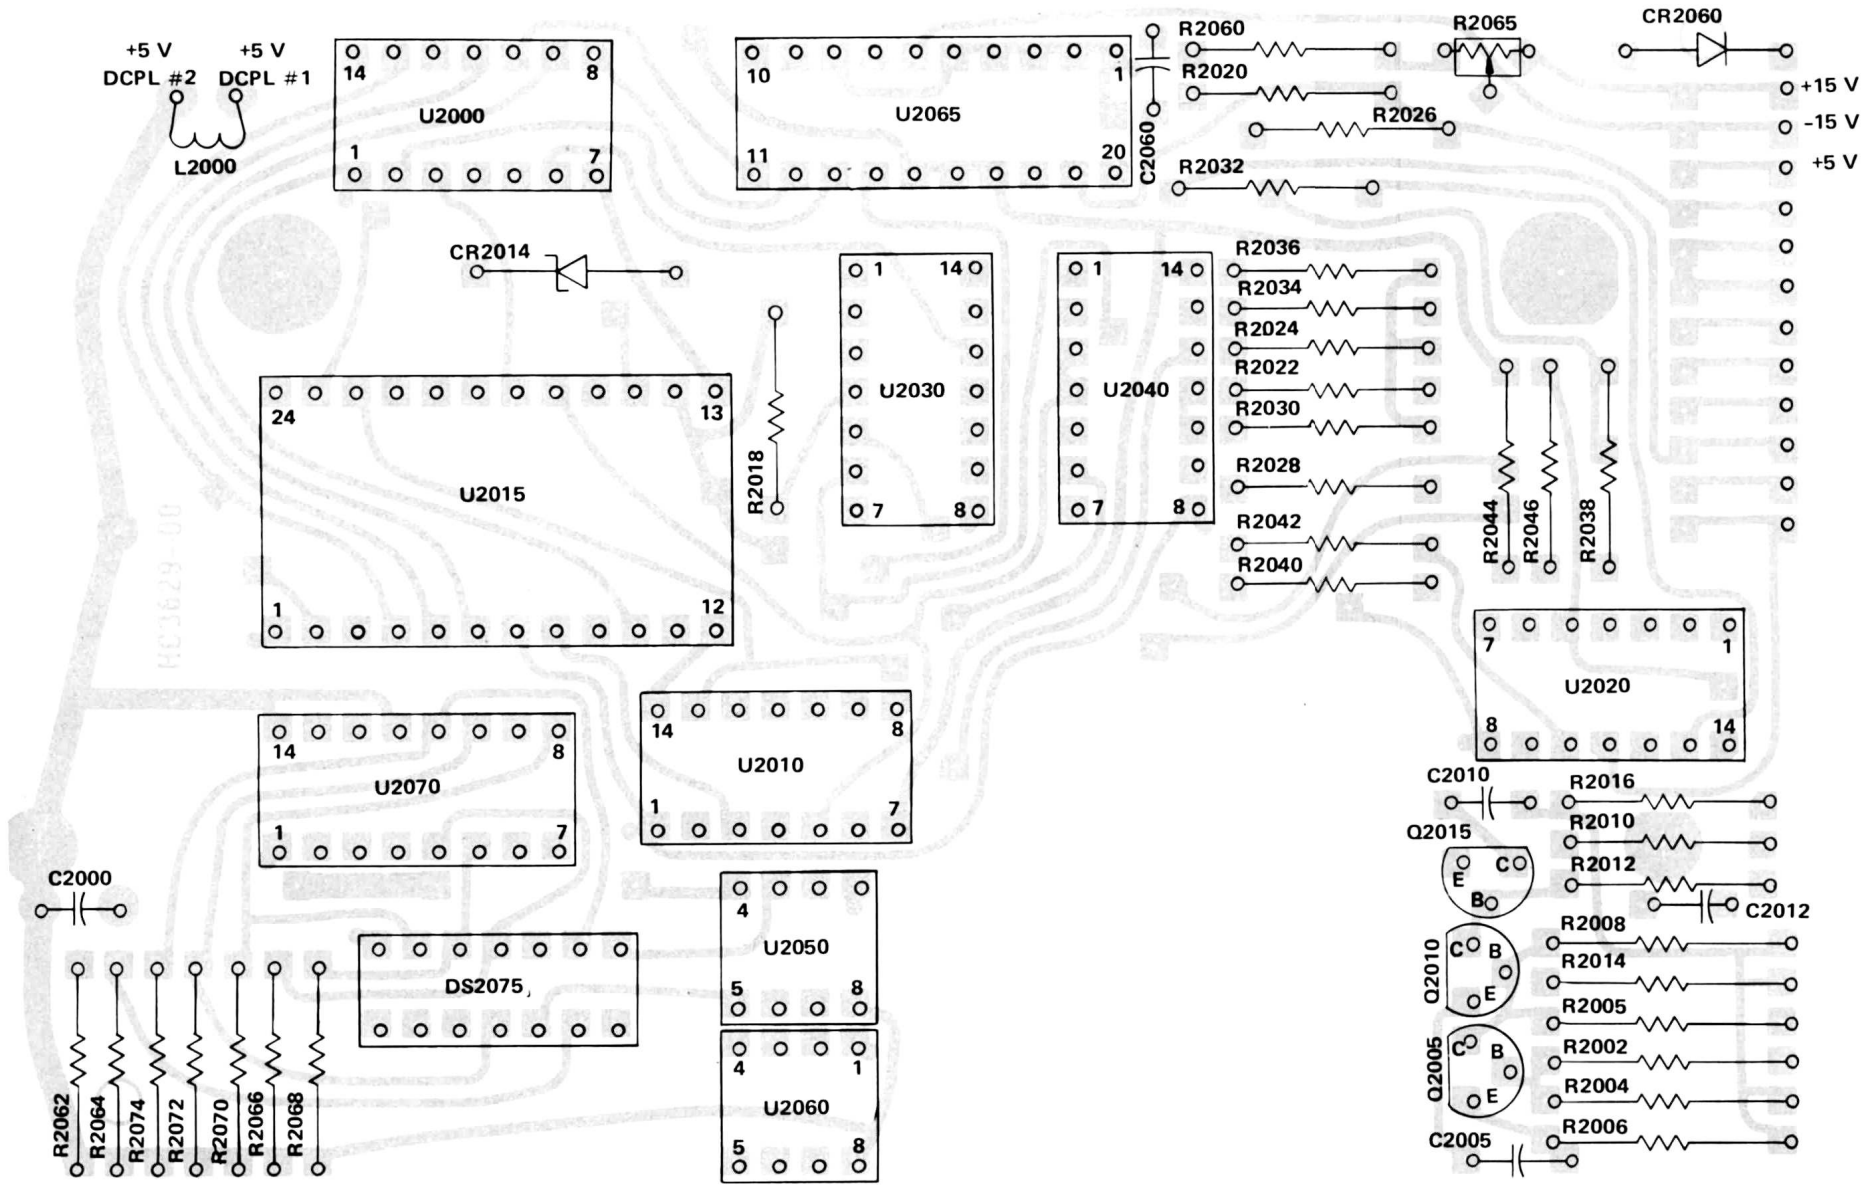 +5 V
DCPL #2
+5 V
DCPL #1
L2000
14
8
U2000
1
7
10
1
U2065
11
20
C2060
R2060
R2020
R2026
R2032
R2065
CR2060
+15 V
-15 V
+5 V
CR2014
24
13
U2015
1
12
R2018
1
14
U2030
7
8
1
14
U2040
7
8
R2036
R2034
R2024
R2022
R2030
R2028
R2042
R2040
R2044
R2046
R2038
7
1
U2020
8
14
14
8
U2070
1
7
14
8
U2010
1
7
C2010
R2016
Q2015
R2010
E
C
B
R2012
C2012
C2000
DS2075
4
U2050
5
8
4
1
U2060
5
8
Q2010
C
B
E
R2008
R2014
R2005
Q2005
C
B
E
R2002
R2004
R2006
C2005
R2062
R2064
R2074
R2072
R2070
R2066
R2068